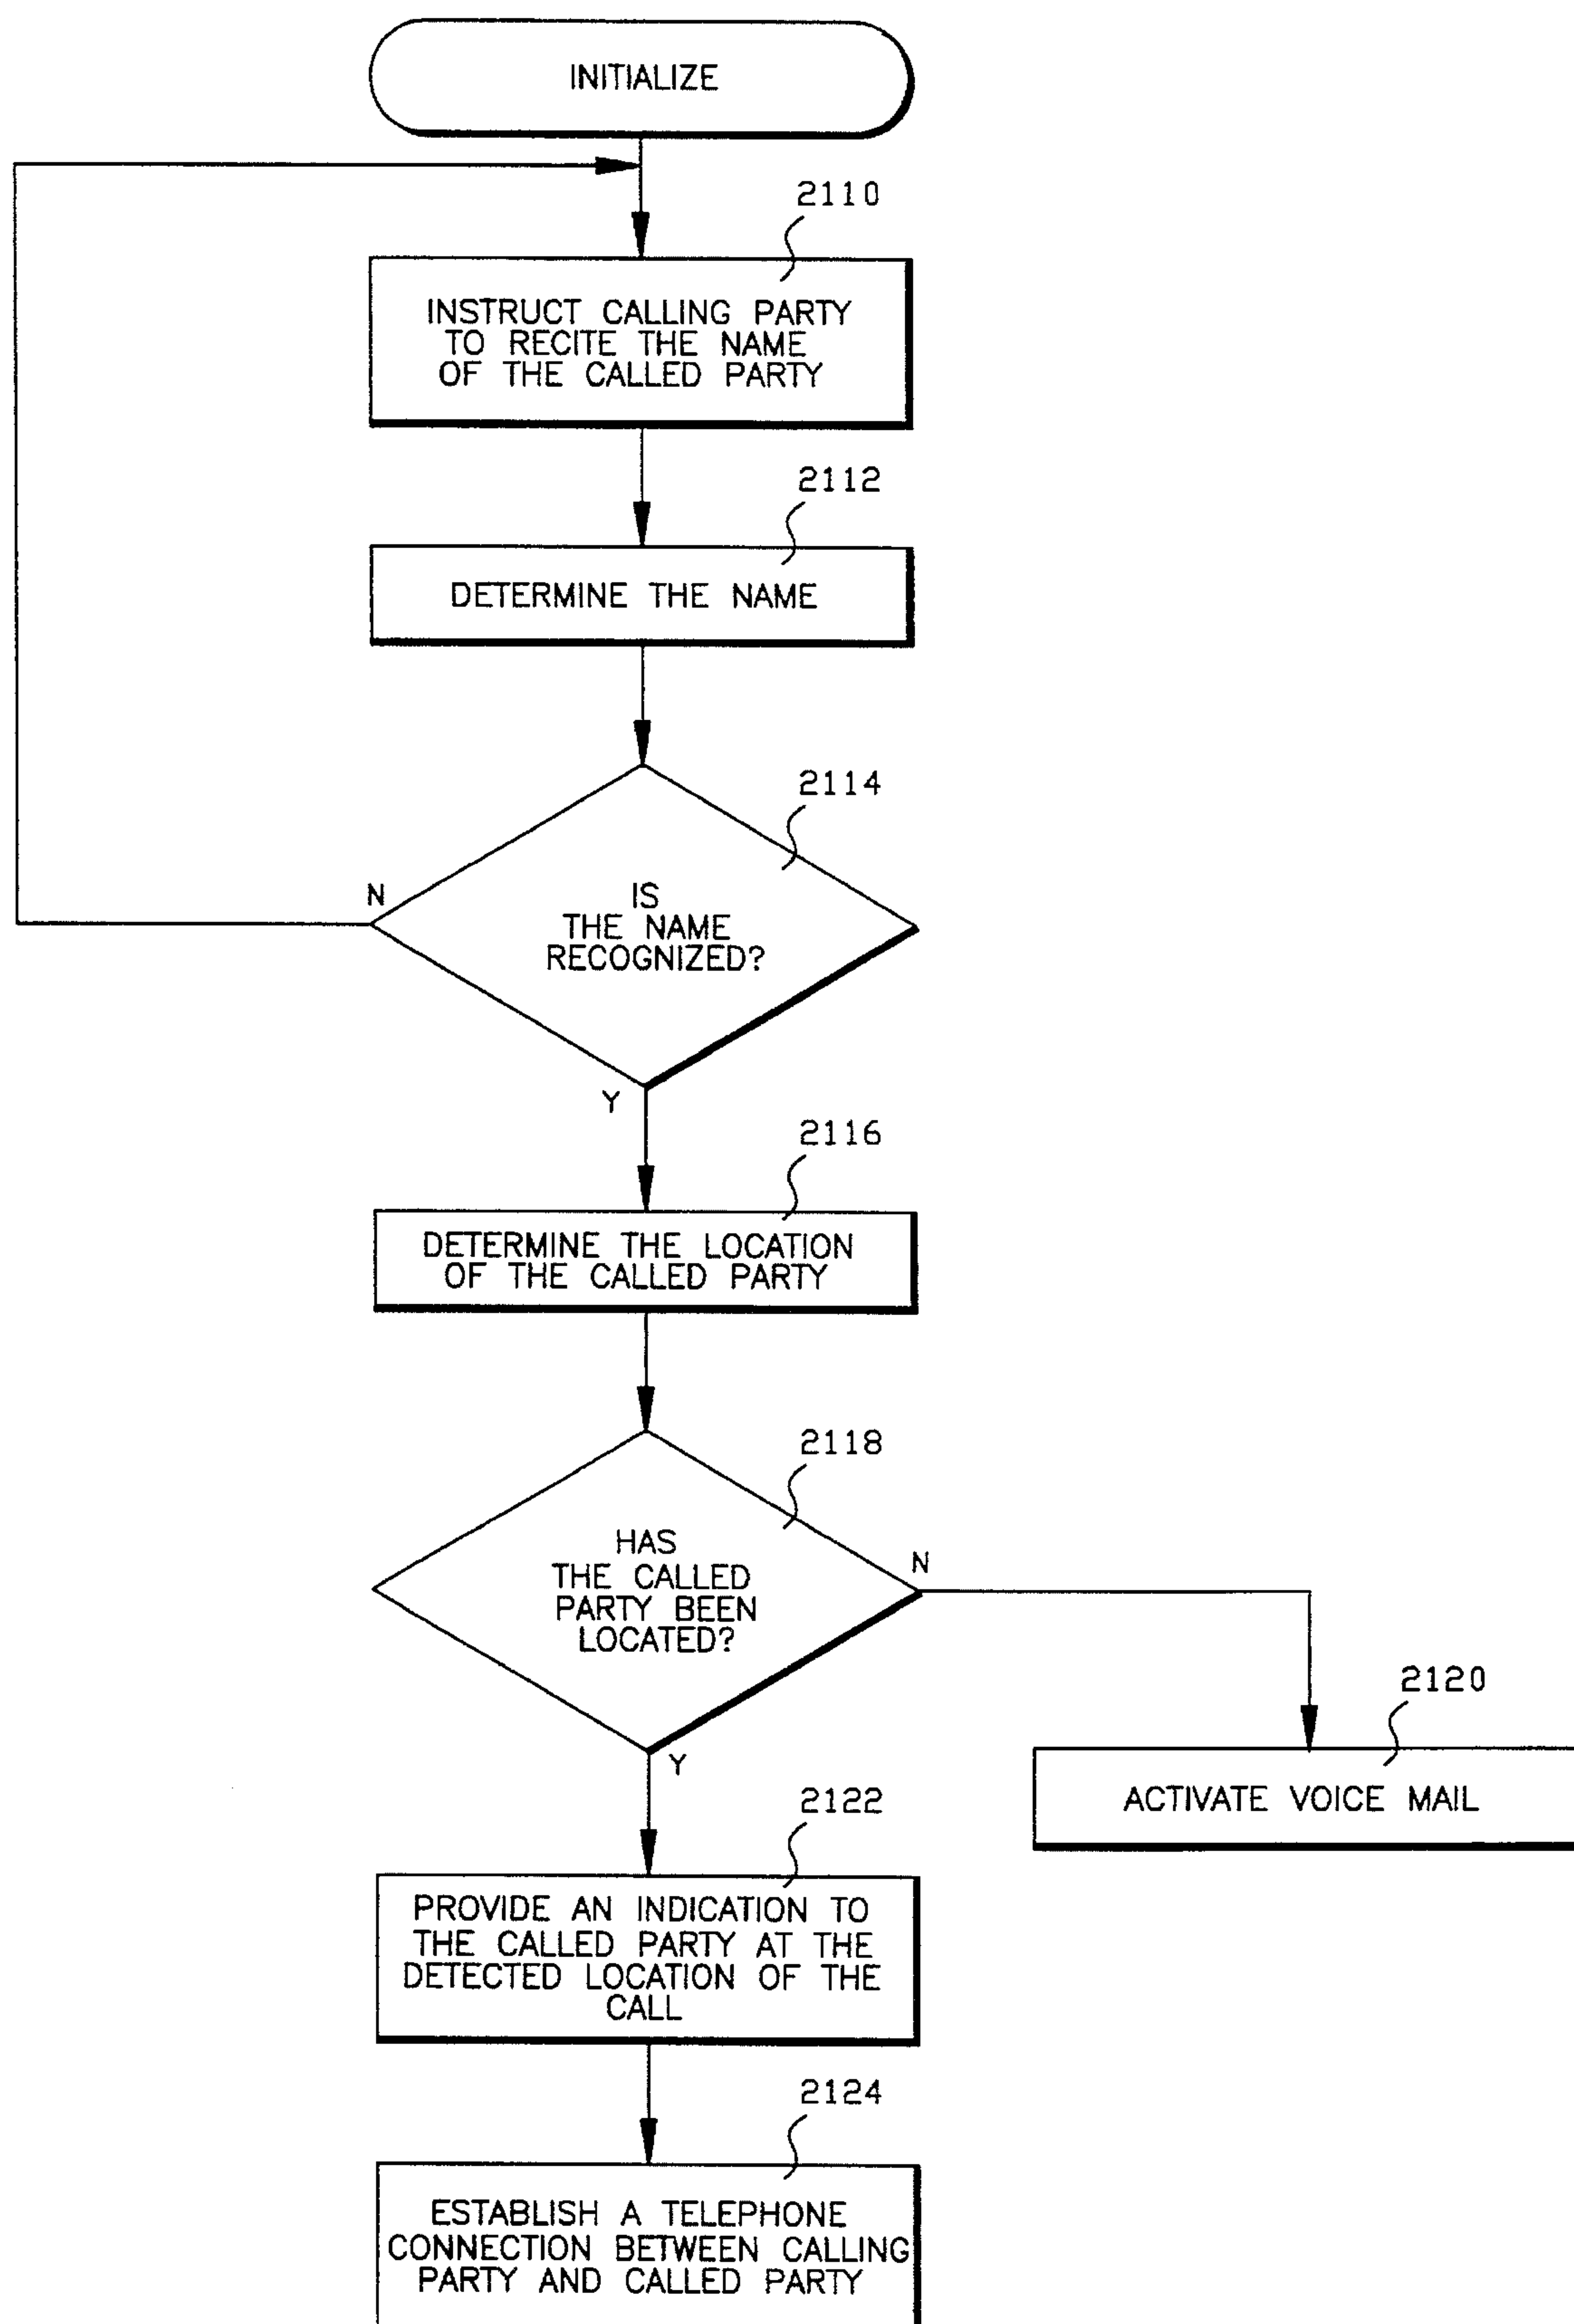 INITIALIZE
2110
INSTRUCT CALLING PARTY
TO RECITE THE NAME
OF THE CALLED PARTY
2112
DETERMINE THE NAME
2114
N
IS
THE NAME
RECOGNIZED?
Y
2116
DETERMINE THE LOCATION
OF THE CALLED PARTY
2118
HAS
THE CALLED
PARTY BEEN
LOCATED?
N
Y
2120
ACTIVATE VOICE MAIL
2122
PROVIDE AN INDICATION TO
THE CALLED PARTY AT THE
DETECTED LOCATION OF THE
CALL
2124
ESTABLISH A TELEPHONE
CONNECTION BETWEEN CALLING
PARTY AND CALLED PARTY